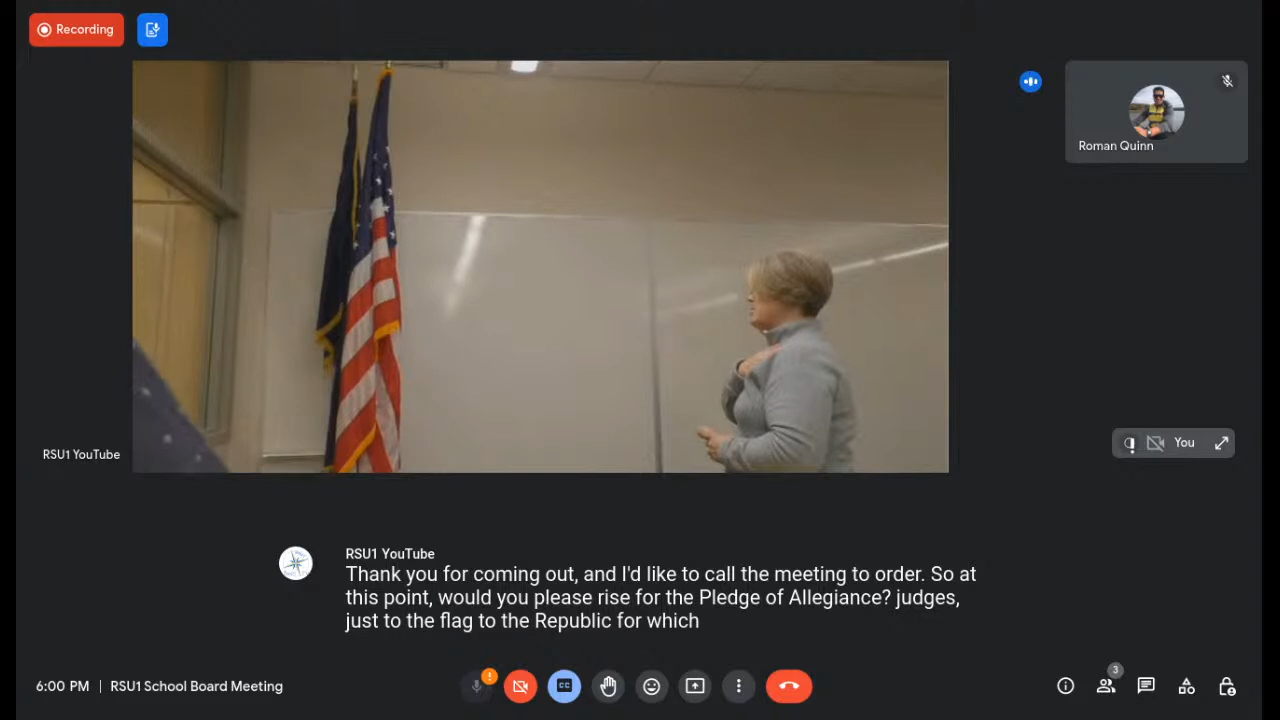 Recording
Roman Quinn
You
RSU1 YouTube
RSU1 YouTube
Thank you for coming out, and I'd like to call the meeting to order. So at
this point, would you please rise for the Pledge of Allegiance? judges,
just to the flag to the Republic for which
6:00 PM | RSU1 School Board Meeting
!
CC
3